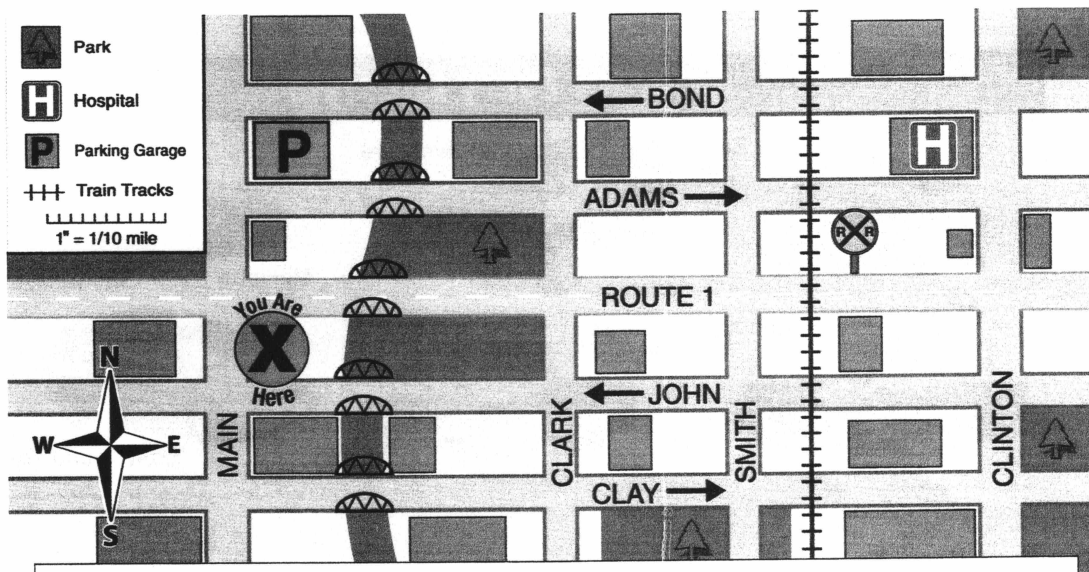 Park
H Hospital
P Parking Garage
Train Tracks
1" = 1/10 mile
BOND
P
H
ADAMS
R R
ROUTE 1
You Are
X
Here
N
W E
S
JOHN
MAIN
CLARK
SMITH
CLINTON
CLAY